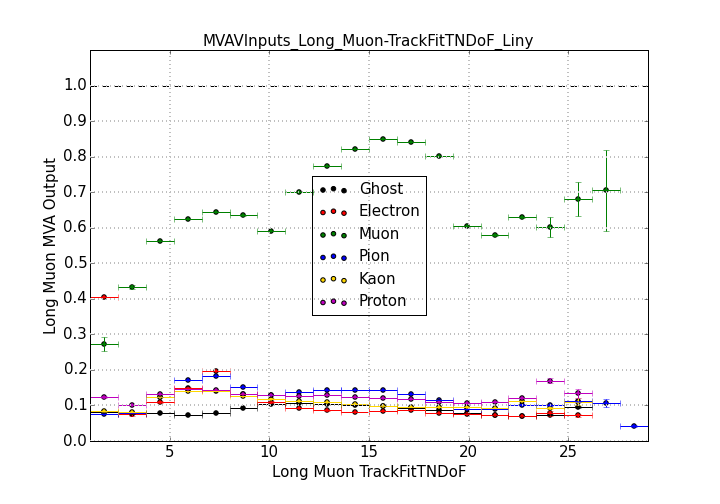 MVAVInputs_Long_Muon-TrackFitTNDoF_Liny
Long Muon MVA Output
1.0
0.9
0.8
0.7
0.6
0.5
0.4
0.3
0.2
0.1
0.0
Ghost
Electron
Muon
Pion
Kaon
Proton
5
10
15
20
25
Long Muon TrackFitTNDoF